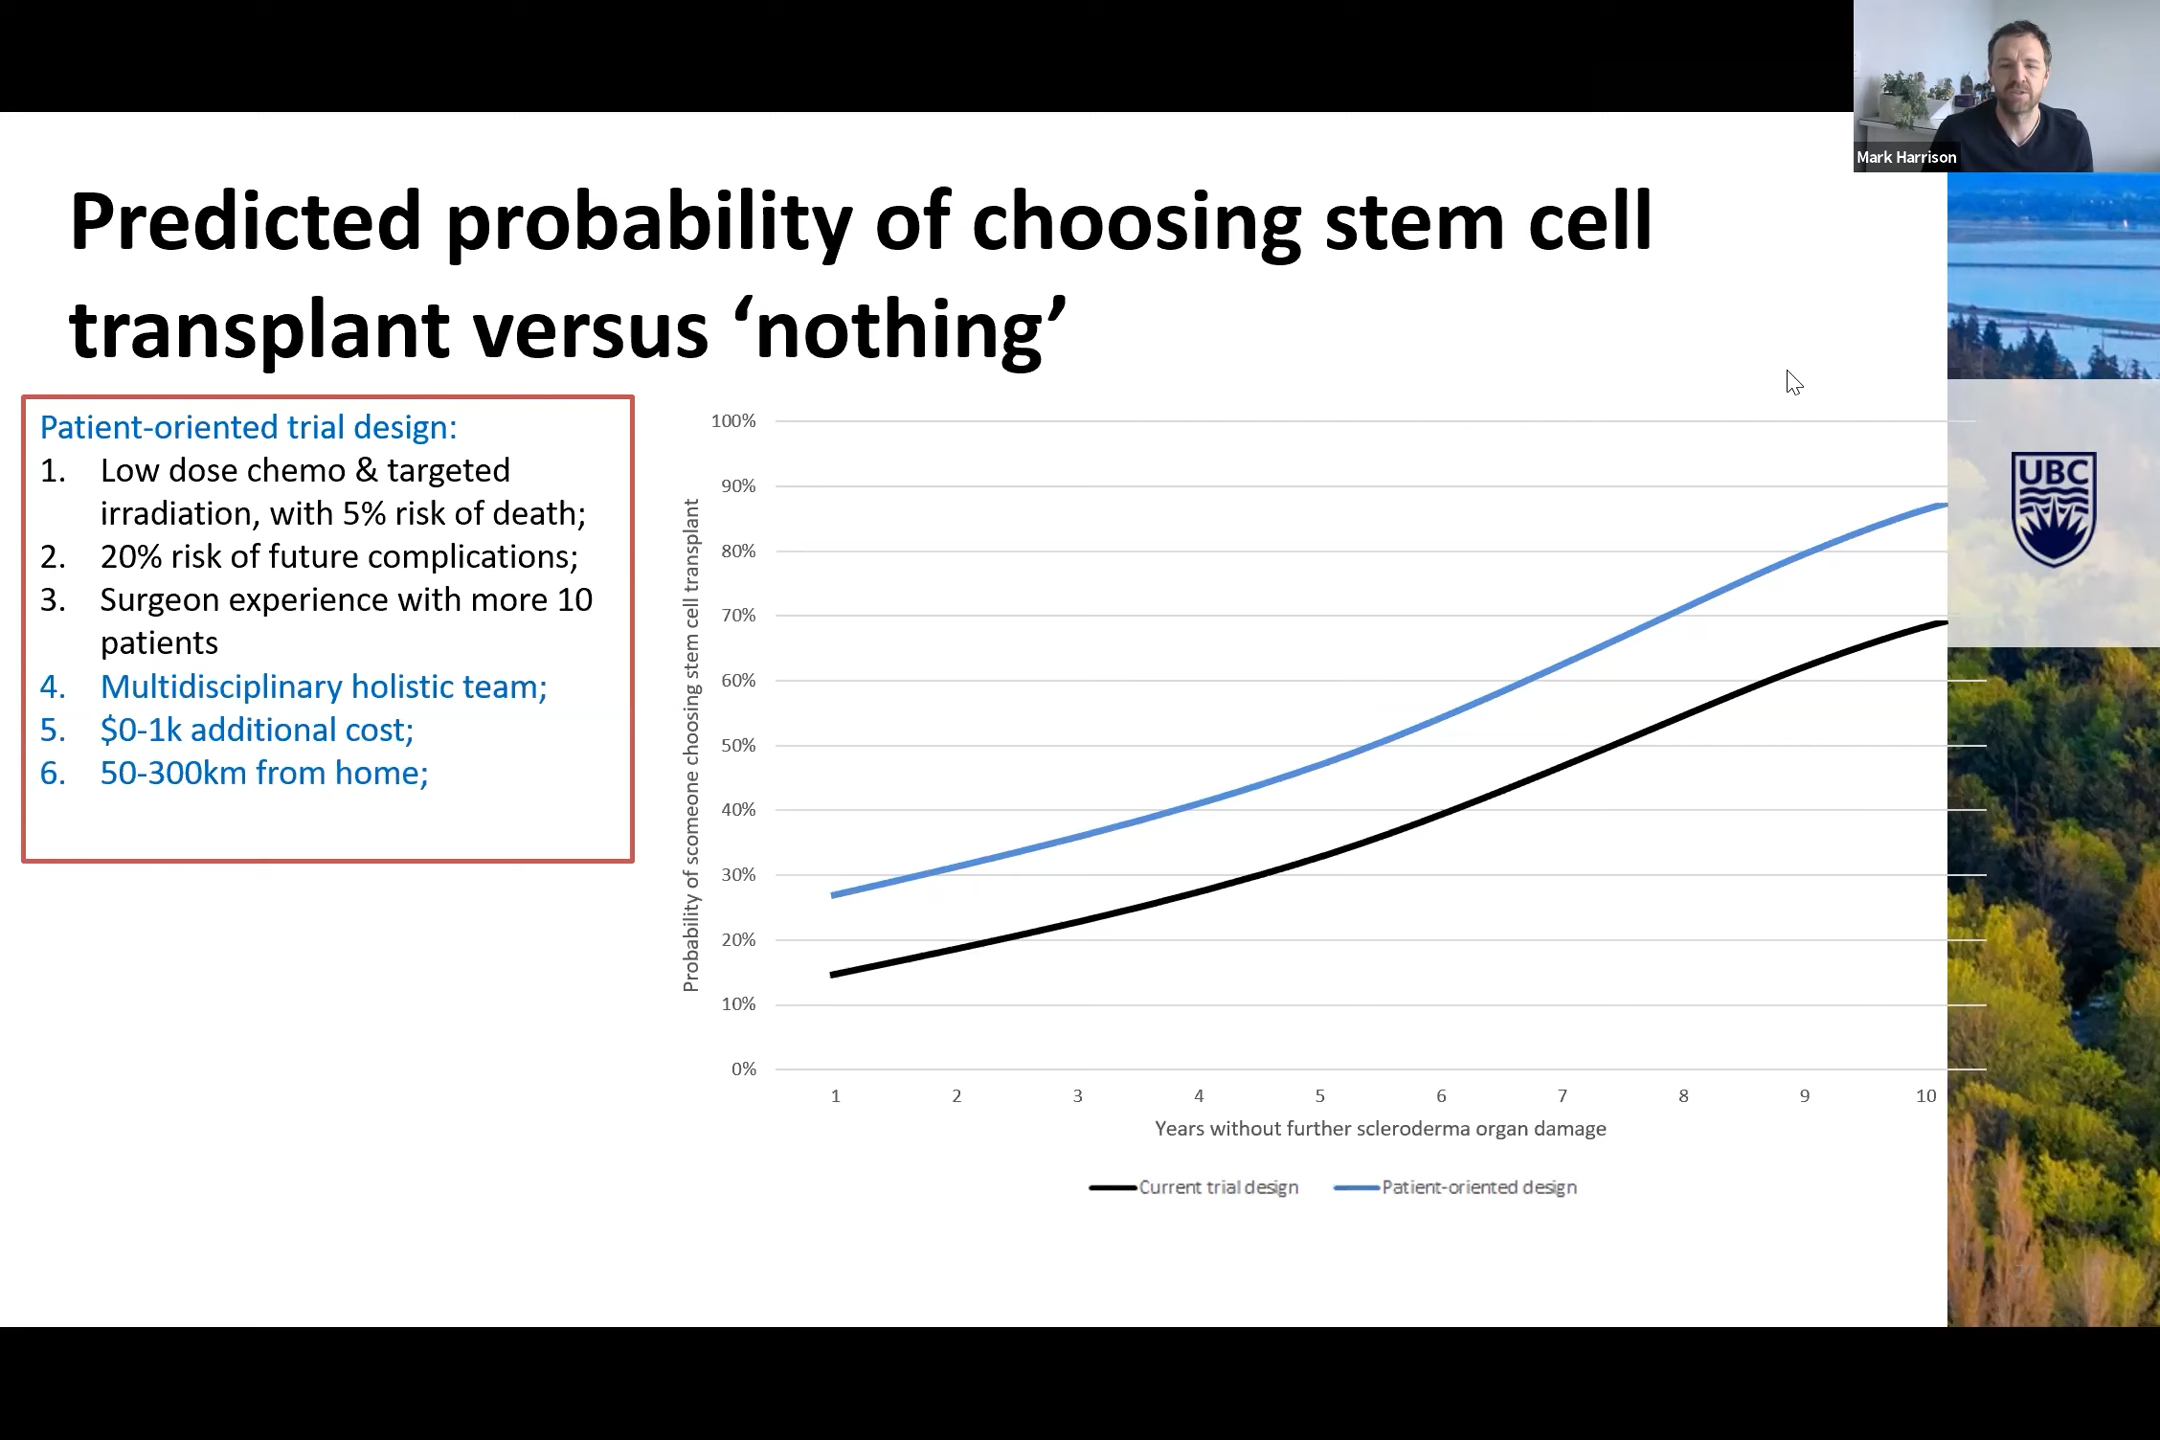 Mark Harrison
Predicted probability of choosing stem cell
transplant versus ‘nothing’
Patient-oriented trial design:
1. Low dose chemo & targeted
irradiation, with 5% risk of death;
2. 20% risk of future complications;
3. Surgeon experience with more 10
patients
4. Multidisciplinary holistic team;
5. $0-1k additional cost;
6. 50-300km from home;
Probability of scomeone choosing stem cell transplant
100%
90%
80%
70%
60%
50%
40%
30%
20%
10%
0%
1 2 3 4 5 6 7 8 9 10
Years without further scleroderma organ damage
Current trial design Patient-oriented design
UBC